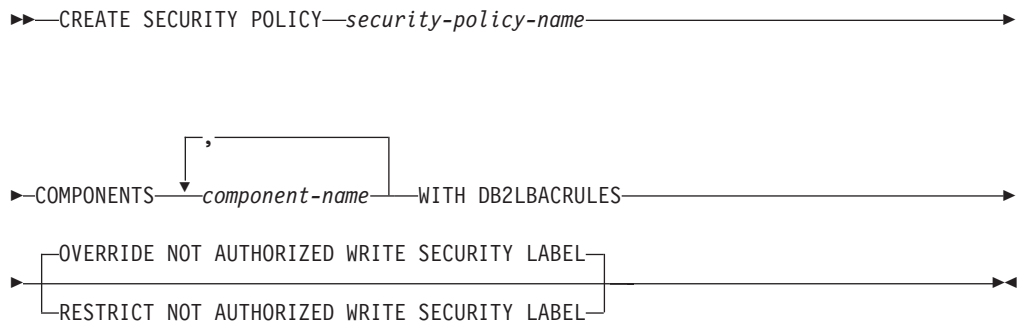 CREATE SECURITY POLICY security-policy-name
,
COMPONENTS component-name WITH DB2LBACRULES
OVERRIDE NOT AUTHORIZED WRITE SECURITY LABEL
RESTRICT NOT AUTHORIZED WRITE SECURITY LABEL